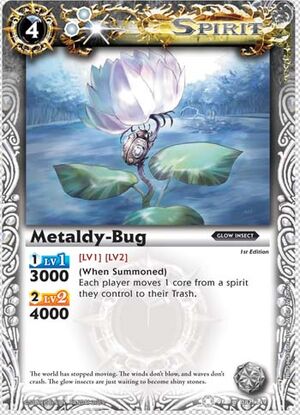 4
SPIRIT
Metaldy-Bug
GLOW INSECT
1st Edition
1 LV1
3000
2 LV2
4000
[LV1] [LV2]
(When Summoned)
Each player moves 1 core from a spirit
they control to their Trash.
The world has stopped moving. The winds don't blow, and waves don't
crash. The glow insects are just waiting to become shiny stones.